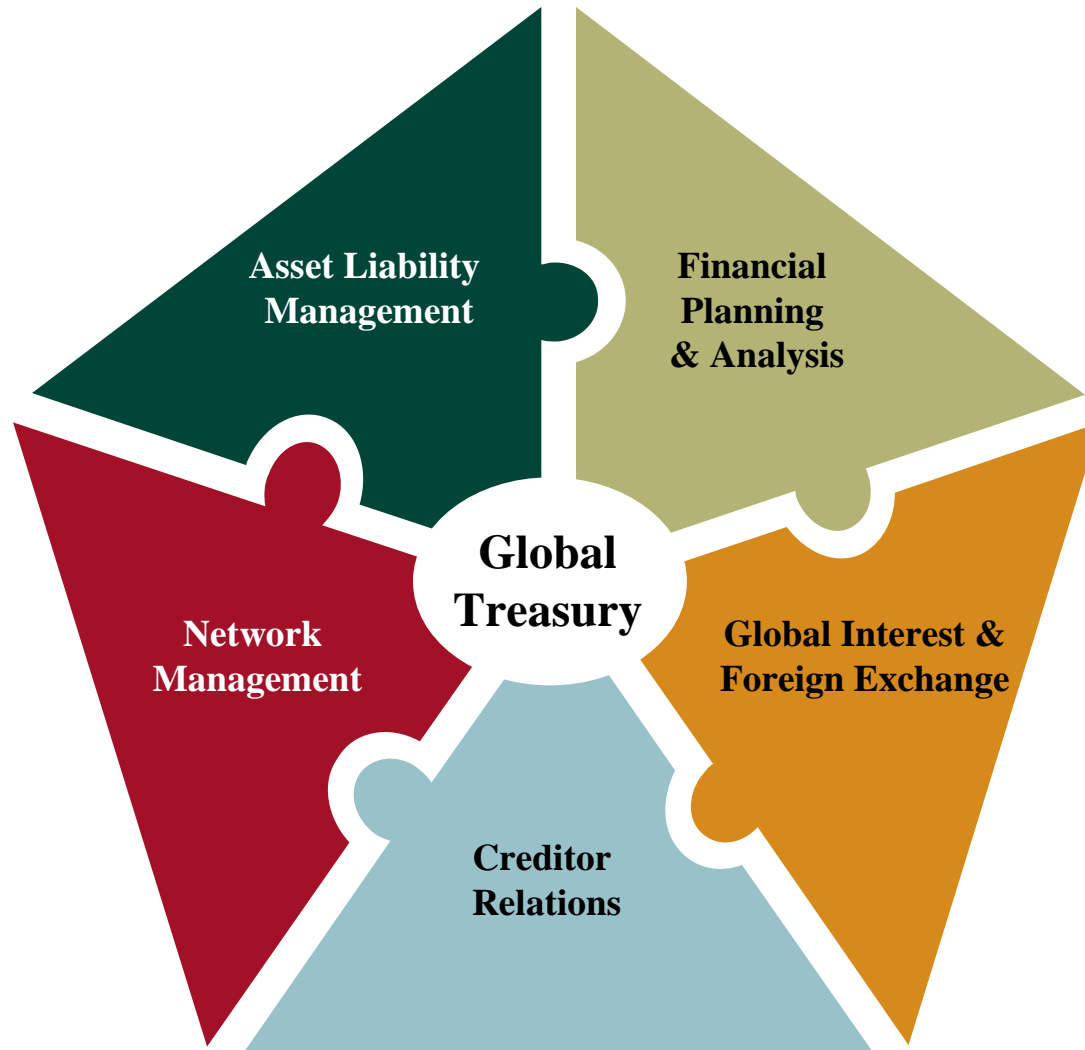 Asset Liability
Management
Financial
Planning
& Analysis
Global
Treasury
Network
Management
Global Interest &
Foreign Exchange
Creditor
Relations